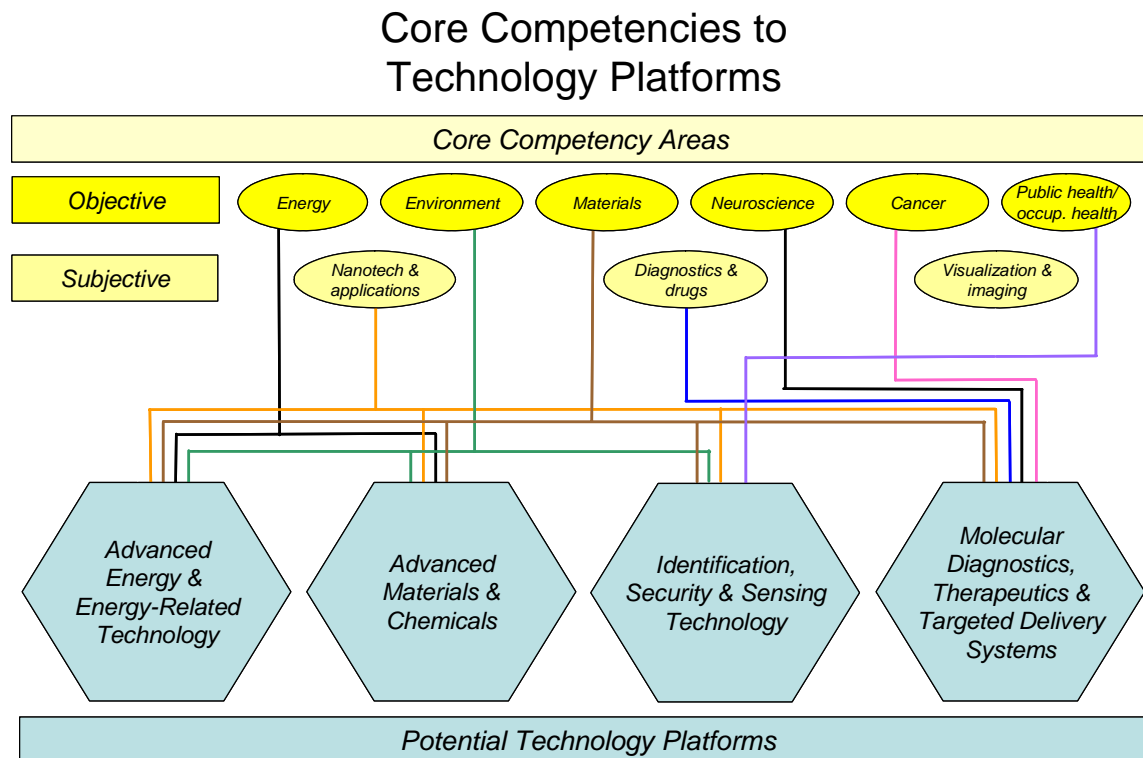 Core Competencies to
Technology Platforms
Core Competency Areas
Objective
Energy
Environment
Materials
Neuroscience
Cancer
Public health/
occup. health
Subjective
Nanotech &
applications
Diagnostics &
drugs
Visualization &
imaging
Advanced
Energy &
Energy-Related
Technology
Advanced
Materials &
Chemicals
Identification,
Security & Sensing
Technology
Molecular
Diagnostics,
Therapeutics &
Targeted Delivery
Systems
Potential Technology Platforms